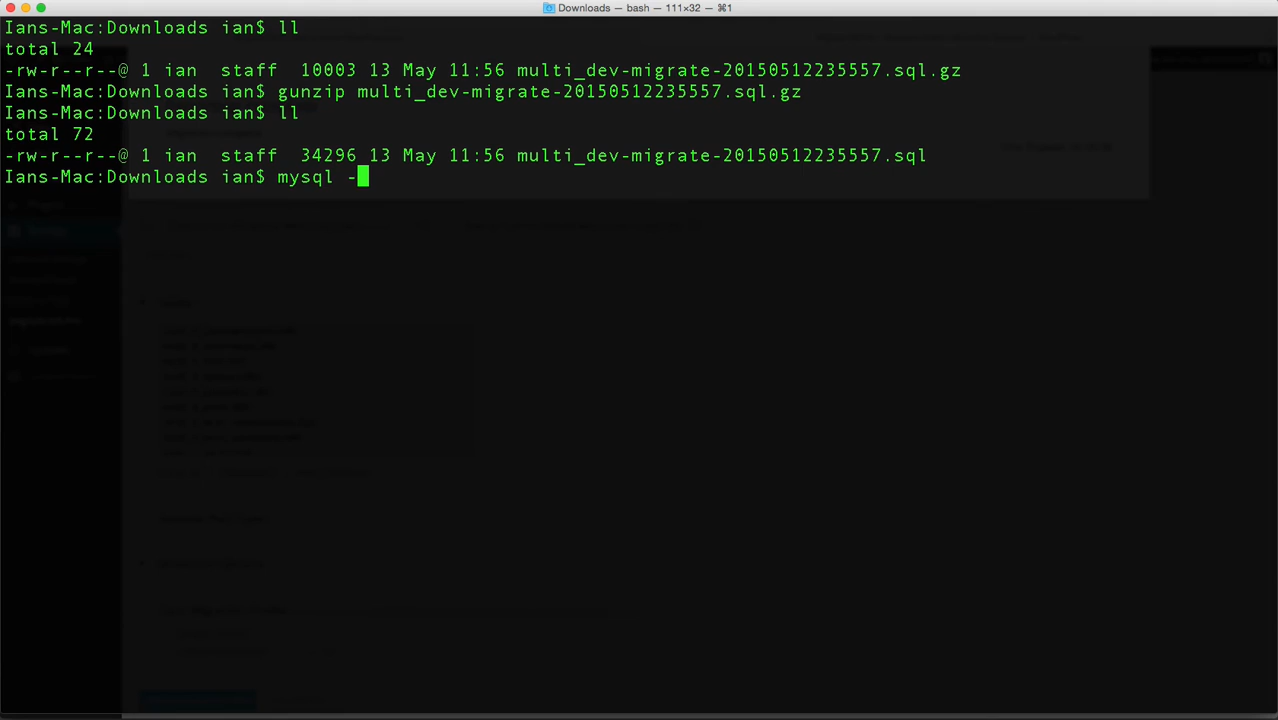 Downloads — bash — 111×32 — ⌘1
Ians-Mac:Downloads ian$ ll
total 24
-rw-r--r--@ 1 ian  staff  10003 13 May 11:56 multi_dev-migrate-20150512235557.sql.gz
Ians-Mac:Downloads ian$ gunzip multi_dev-migrate-20150512235557.sql.gz
Ians-Mac:Downloads ian$ ll
total 72
-rw-r--r--@ 1 ian  staff  34296 13 May 11:56 multi_dev-migrate-20150512235557.sql
Ians-Mac:Downloads ian$ mysql -